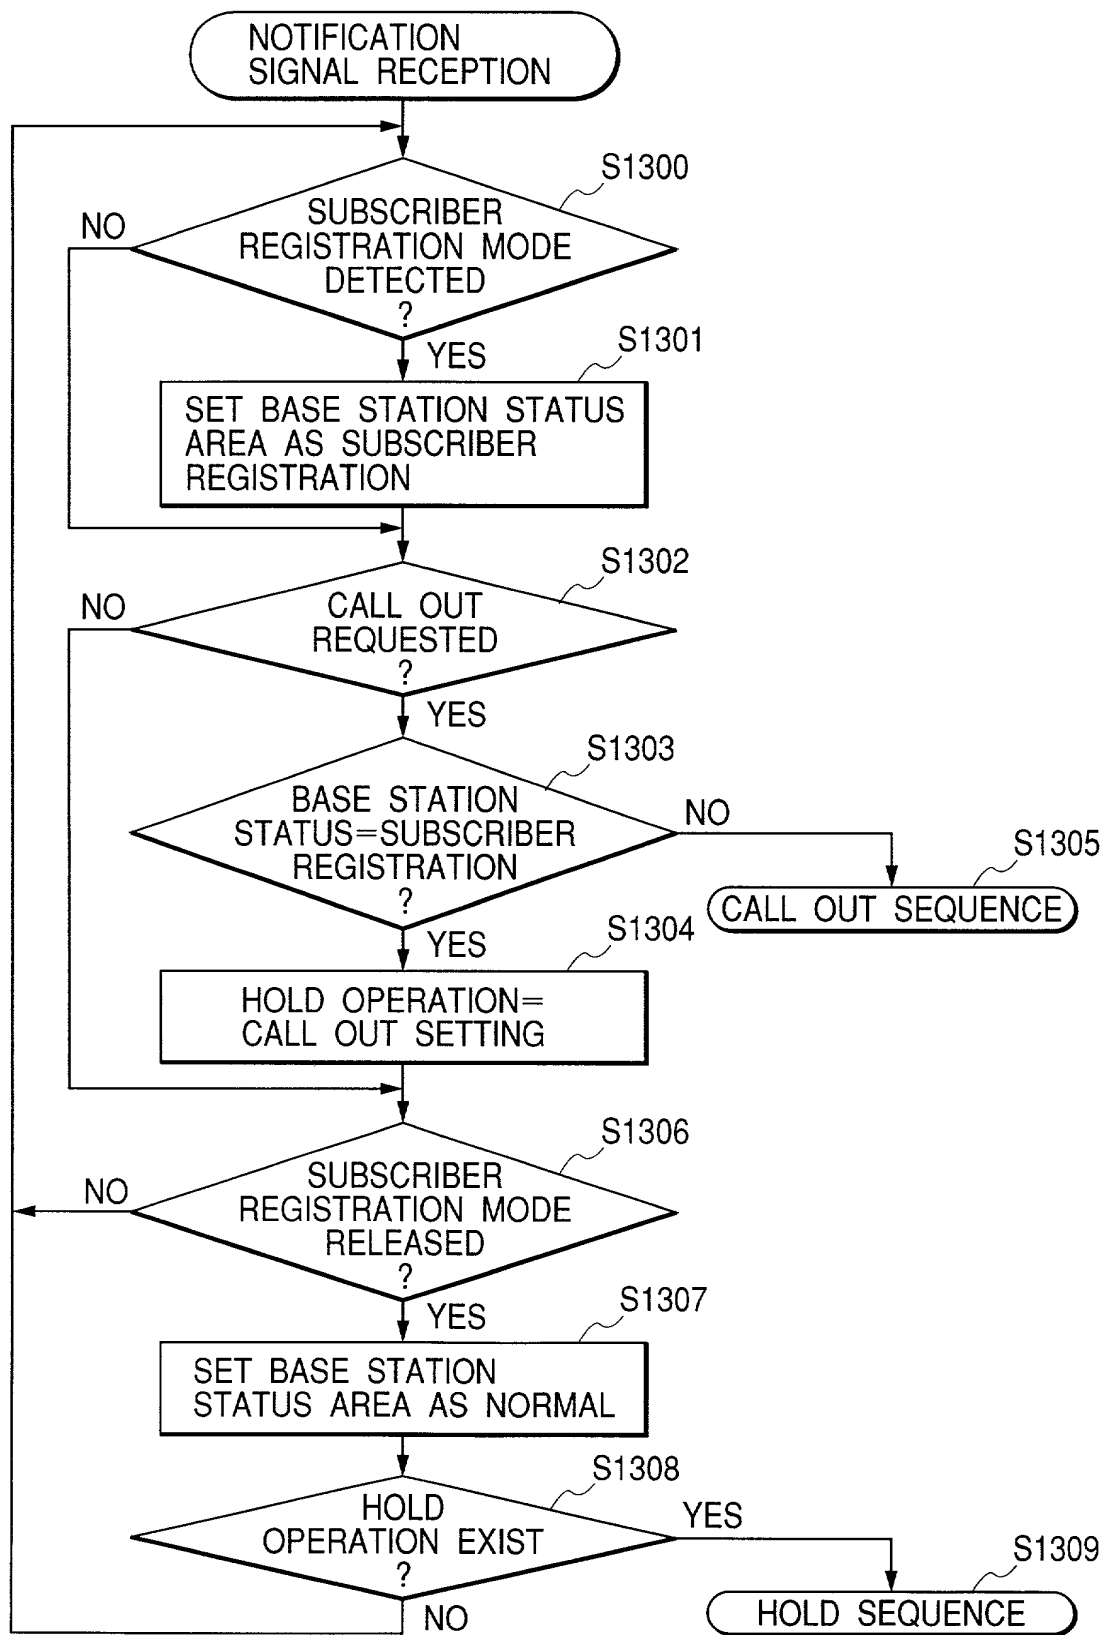 NOTIFICATION
SIGNAL RECEPTION
S1300
NO
SUBSCRIBER
REGISTRATION MODE
DETECTED
?
YES
S1301
SET BASE STATION STATUS
AREA AS SUBSCRIBER
REGISTRATION
S1302
NO
CALL OUT
REQUESTED
?
YES
S1303
BASE STATION
STATUS=SUBSCRIBER
REGISTRATION
?
NO
S1305
CALL OUT SEQUENCE
YES
S1304
HOLD OPERATION=
CALL OUT SETTING
S1306
NO
SUBSCRIBER
REGISTRATION MODE
RELEASED
?
YES
S1307
SET BASE STATION
STATUS AREA AS NORMAL
S1308
HOLD
OPERATION EXIST
?
YES
S1309
HOLD SEQUENCE
NO